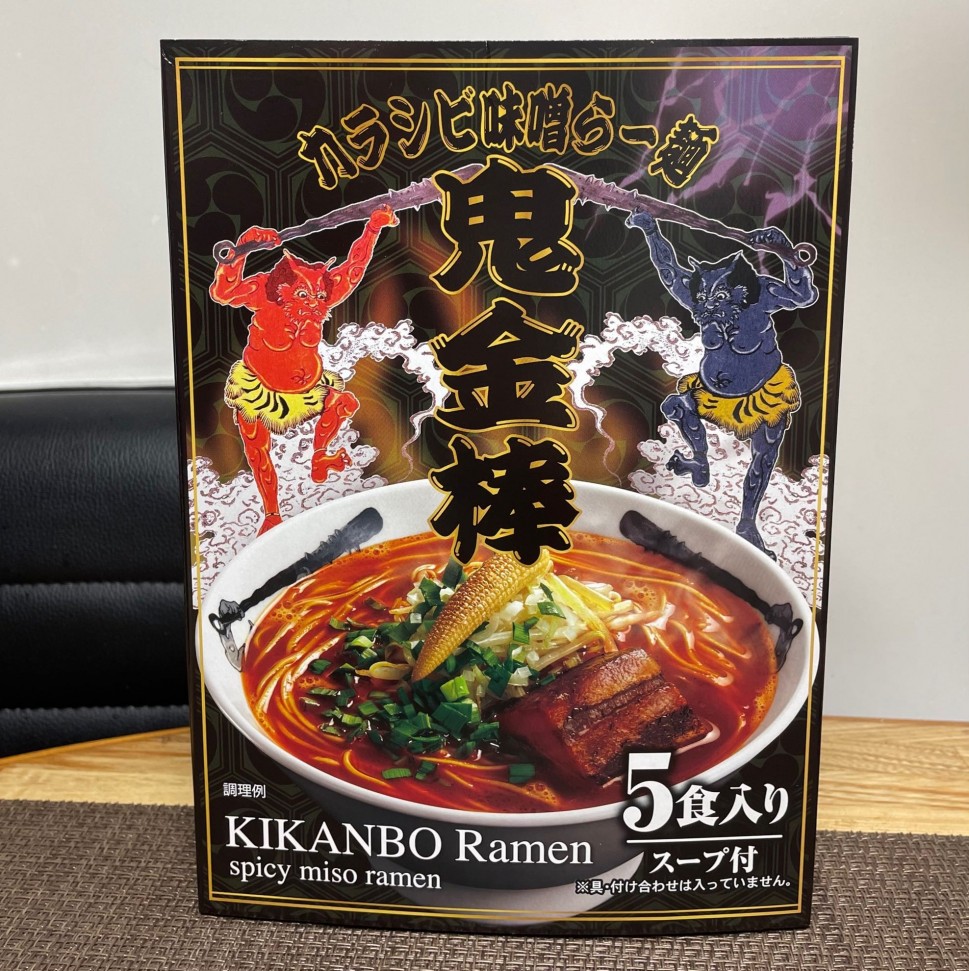 カラシビ味噌らー麺
鬼金棒
調理例
KIKANBO Ramen
spicy miso ramen
5食入り
スープ付
※具・付け合わせは入っていません。